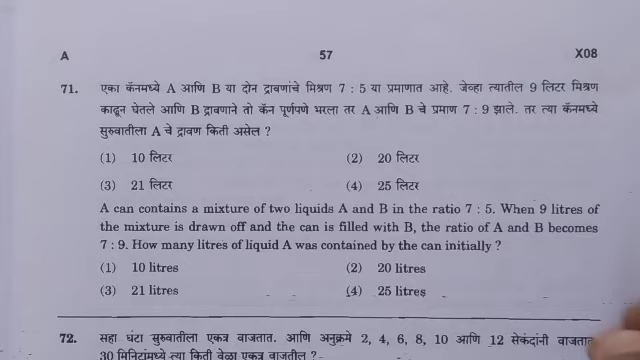 A 57 X08
71. एका कॅनमध्ये A आणि B या दोन द्रावणांचे मिश्रण 7 : 5 या प्रमाणात आहे. जेव्हा त्यातील 9 लिटर मिश्रण
काढून घेतले आणि B द्रावणाने तो कॅन पूर्णपणे भरला तर A आणि B चे प्रमाण 7 : 9 झाले. तर त्या कॅनमध्ये
सुरुवातीला A चे द्रावण किती असेल ?
(1) 10 लिटर (2) 20 लिटर
(3) 21 लिटर (4) 25 लिटर
A can contains a mixture of two liquids A and B in the ratio 7 : 5. When 9 litres of
the mixture is drawn off and the can is filled with B, the ratio of A and B becomes
7 : 9. How many litres of liquid A was contained by the can initially ?
(1) 10 litres (2) 20 litres
(3) 21 litres (4) 25 litres
72. सहा घंटा सुरुवातीला एकत्र वाजतात. आणि अनुक्रमे 2, 4, 6, 8, 10 आणि 12 सेकंदांनी वाजतात
30 मिनिटांमध्ये त्या किती वेळा एकत्र वाजतील ?